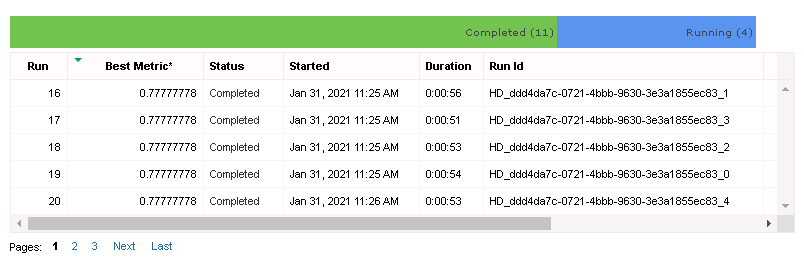 Completed (11) Running (4)
Run Best Metric* Status Started Duration Run Id
16 0.77777778 Completed Jan 31, 2021 11:25 AM 0:00:56 HD_ddd4da7c-0721-4bbb-9630-3e3a1855ec83_1
17 0.77777778 Completed Jan 31, 2021 11:25 AM 0:00:51 HD_ddd4da7c-0721-4bbb-9630-3e3a1855ec83_3
18 0.77777778 Completed Jan 31, 2021 11:25 AM 0:00:53 HD_ddd4da7c-0721-4bbb-9630-3e3a1855ec83_2
19 0.77777778 Completed Jan 31, 2021 11:25 AM 0:00:54 HD_ddd4da7c-0721-4bbb-9630-3e3a1855ec83_0
20 0.77777778 Completed Jan 31, 2021 11:26 AM 0:00:53 HD_ddd4da7c-0721-4bbb-9630-3e3a1855ec83_4
Pages: 1 2 3 Next Last